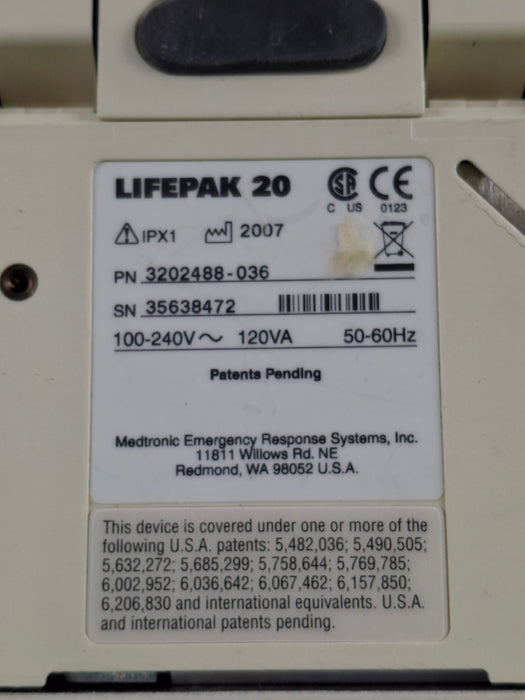 LIFEPAK 20
C US 0123
IPX1 2007
PN 3202488-036
SN 35638472
100-240V~ 120VA 50-60Hz
Patents Pending
Medtronic Emergency Response Systems, Inc.
11811 Willows Rd. NE
Redmond, WA 98052 U.S.A.
This device is covered under one or more of the
following U.S.A. patents: 5,482,036; 5,490,505;
5,632,272; 5,685,299; 5,758,644; 5,769,785;
6,002,952; 6,036,642; 6,067,462; 6,157,850;
6,206,830 and international equivalents. U.S.A.
and international patents pending.